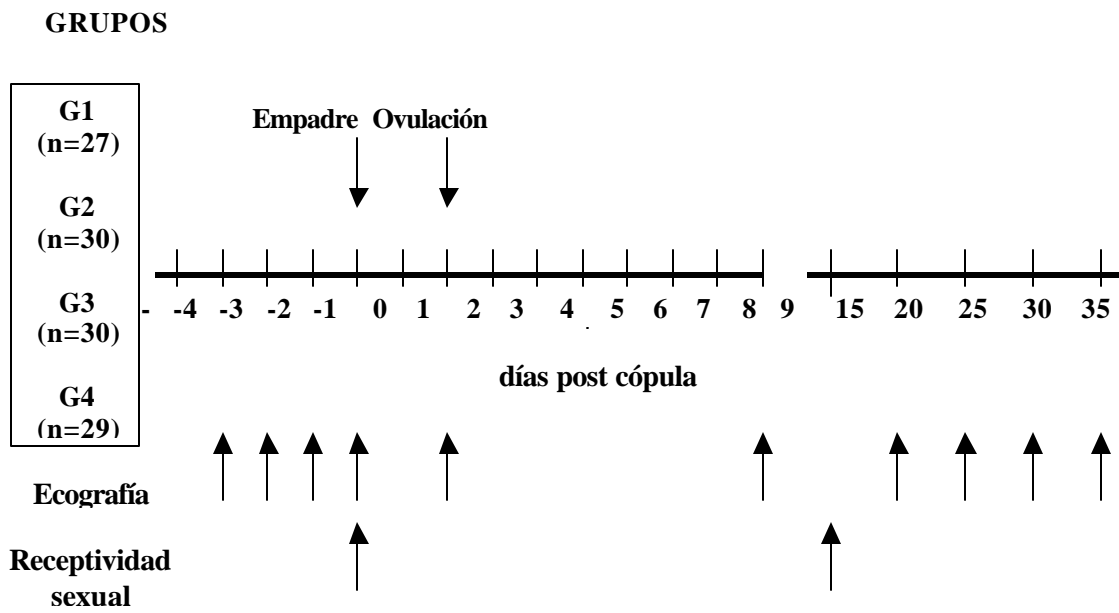 GRUPOS
G1
(n=27)
Empadre Ovulación
G2
(n=30)
G3
(n=30)
- -4 -3 -2 -1 0 1 2 3 4 5 6 7 8 9 15 20 25 30 35
días post cópula
G4
(n=29)
Ecografía
Receptividad
sexual